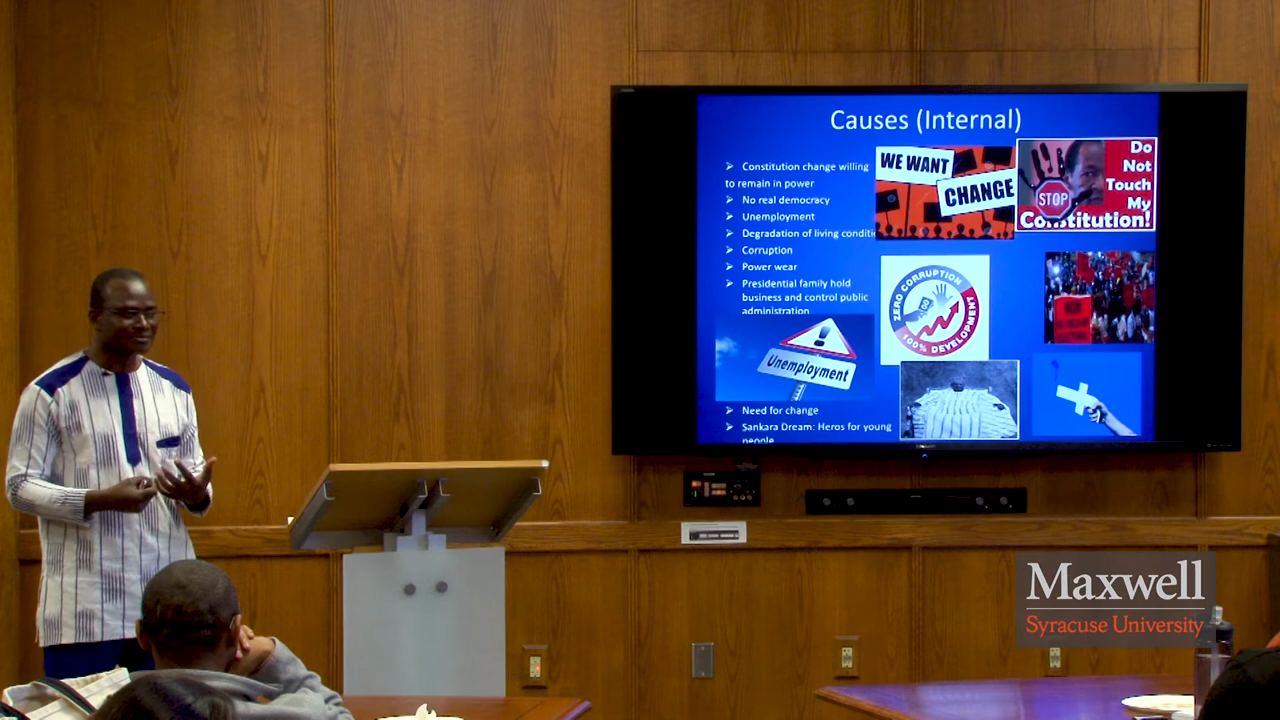 Causes (Internal)
Constitution change willing
to remain in power
No real democracy
Unemployment
Degradation of living conditi
Corruption
Power wear
Presidential family hold
business and control public
administration
Need for change
Sankara Dream: Heros for young
people
WE WANT
CHANGE
Do
Not
Touch
My
Constitution!
STOP
ZERO CORRUPTION
100% DEVELOPMENT
Unemployment
Maxwell
Syracuse University